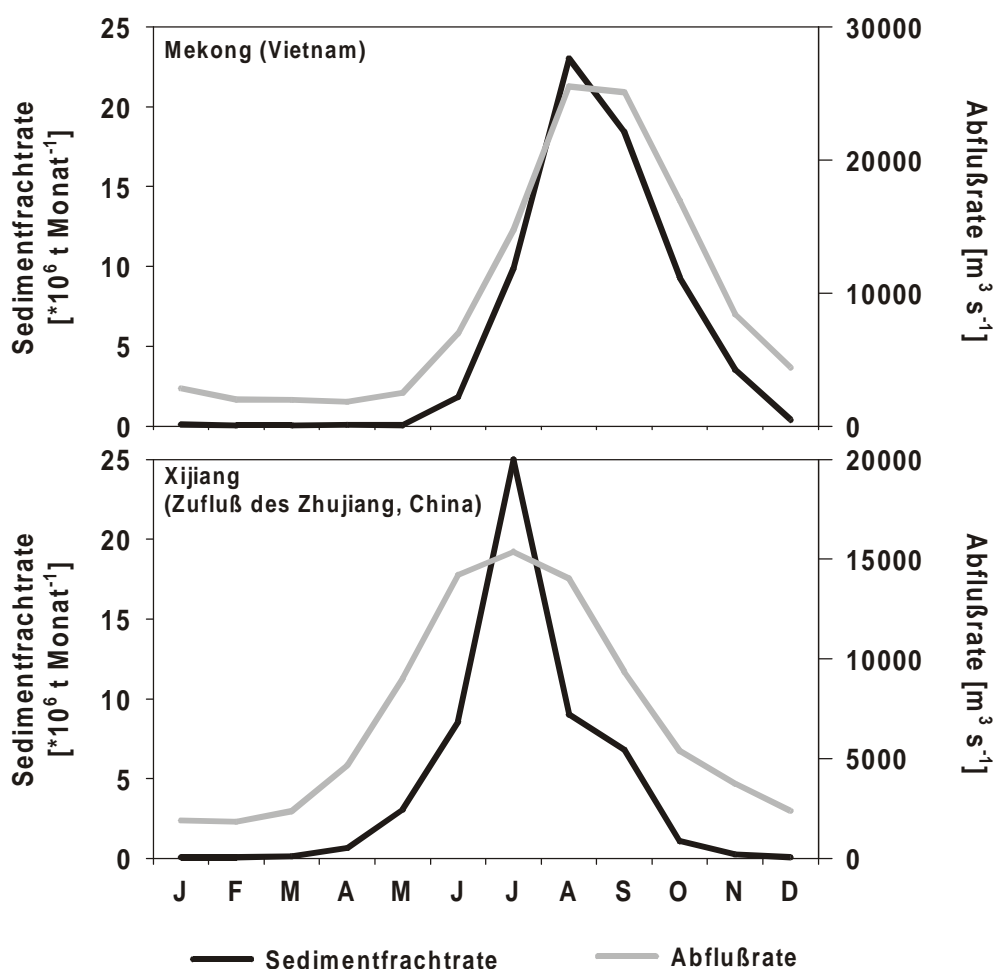 Mekong (Vietnam)
Sedimentfrachtrate
[*10⁶ t Monat⁻¹]
25
20
15
10
5
0
30000
20000
10000
0
Abflußrate [m³ s⁻¹]
Xijiang
(Zufluß des Zhujiang, China)
Sedimentfrachtrate
[*10⁶ t Monat⁻¹]
25
20
15
10
5
0
20000
15000
10000
5000
0
Abflußrate [m³ s⁻¹]
J F M A M J J A S O N D
Sedimentfrachtrate Abflußrate